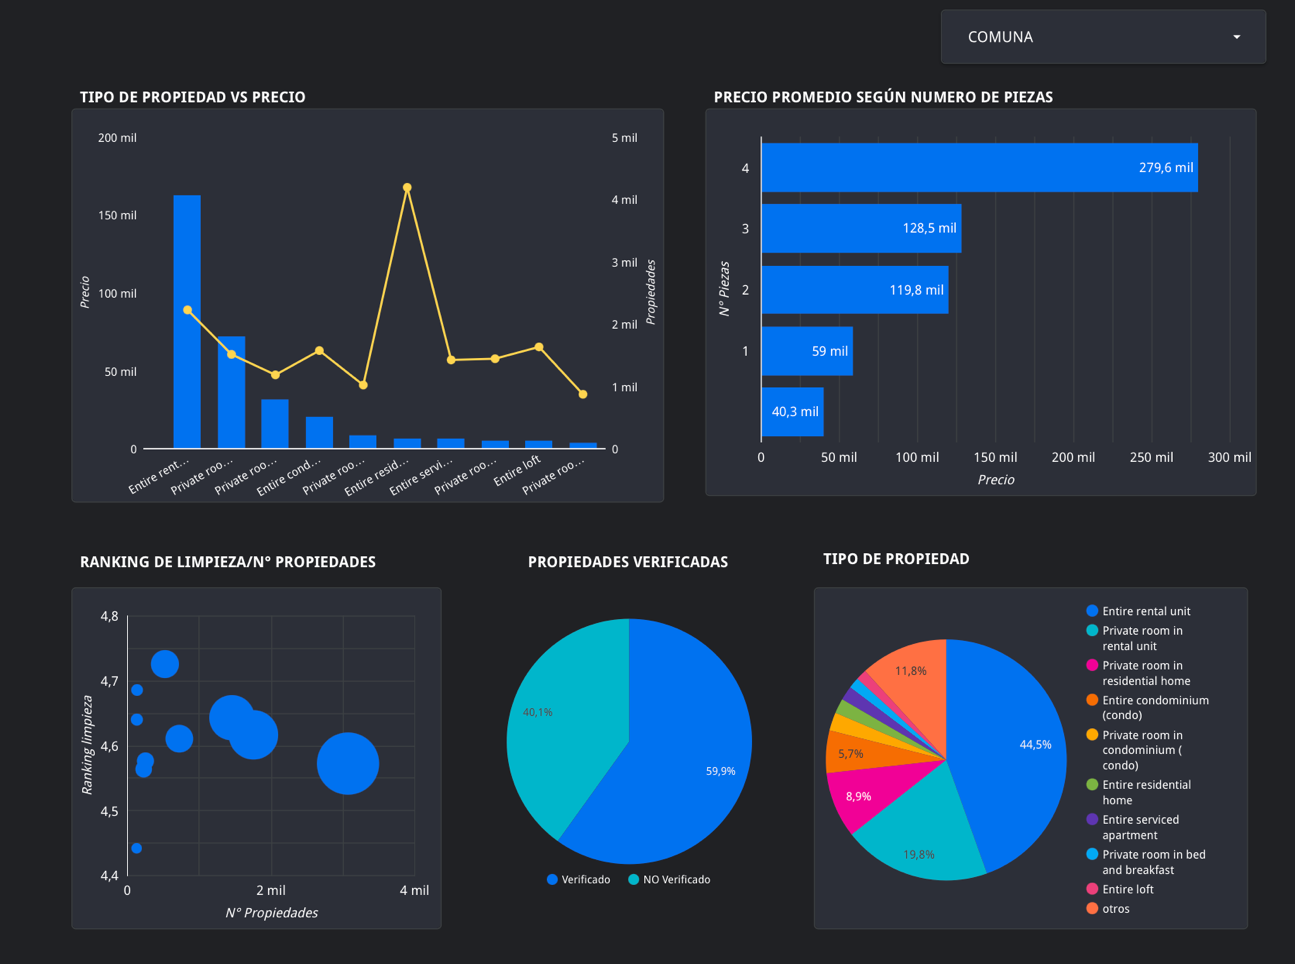 COMUNA
TIPO DE PROPIEDAD VS PRECIO
200 mil
150 mil
100 mil
50 mil
0
Precio
5 mil
4 mil
3 mil
2 mil
1 mil
0
Propiedades
Entire rent…
Private roo…
Private roo…
Entire cond…
Private roo…
Entire resid…
Entire servi…
Private roo…
Entire loft
Private roo…
PRECIO PROMEDIO SEGÚN NUMERO DE PIEZAS
N° Piezas
4
279,6 mil
3
128,5 mil
2
119,8 mil
1
59 mil
40,3 mil
0
50 mil
100 mil
150 mil
200 mil
250 mil
300 mil
Precio
RANKING DE LIMPIEZA/N° PROPIEDADES
4,8
4,7
4,6
4,5
4,4
Ranking limpieza
0
2 mil
4 mil
N° Propiedades
PROPIEDADES VERIFICADAS
40,1%
59,9%
Verificado
NO Verificado
TIPO DE PROPIEDAD
11,8%
44,5%
5,7%
8,9%
19,8%
Entire rental unit
Private room in
rental unit
Private room in
residential home
Entire condominium
(condo)
Private room in
condominium (
condo)
Entire residential
home
Entire serviced
apartment
Private room in bed
and breakfast
Entire loft
otros